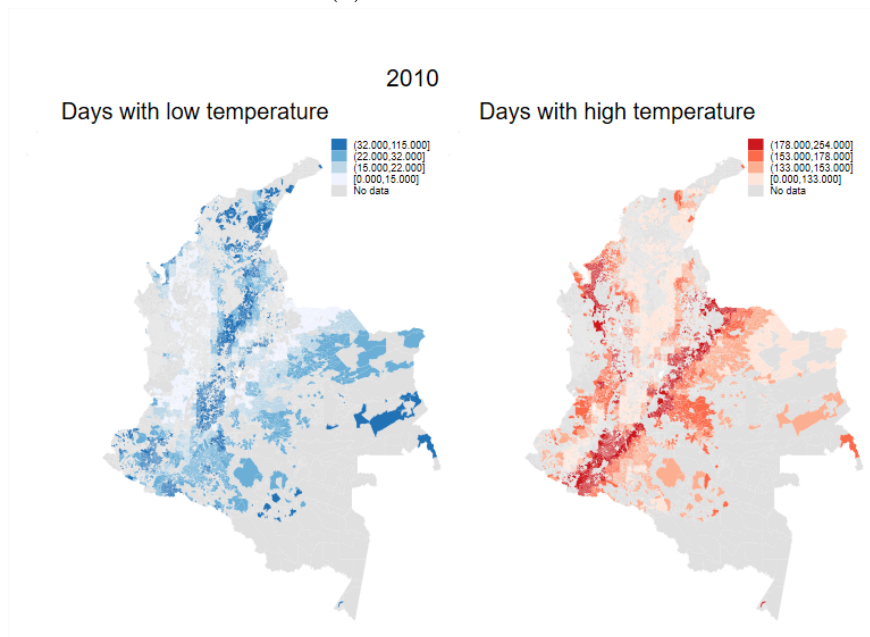 2010
Days with low temperature
(32.000,115.000]
(22.000,32.000]
(15.000,22.000]
[0.000,15.000]
No data
Days with high temperature
(178.000,254.000]
(153.000,178.000]
(133.000,153.000]
[0.000,133.000]
No data